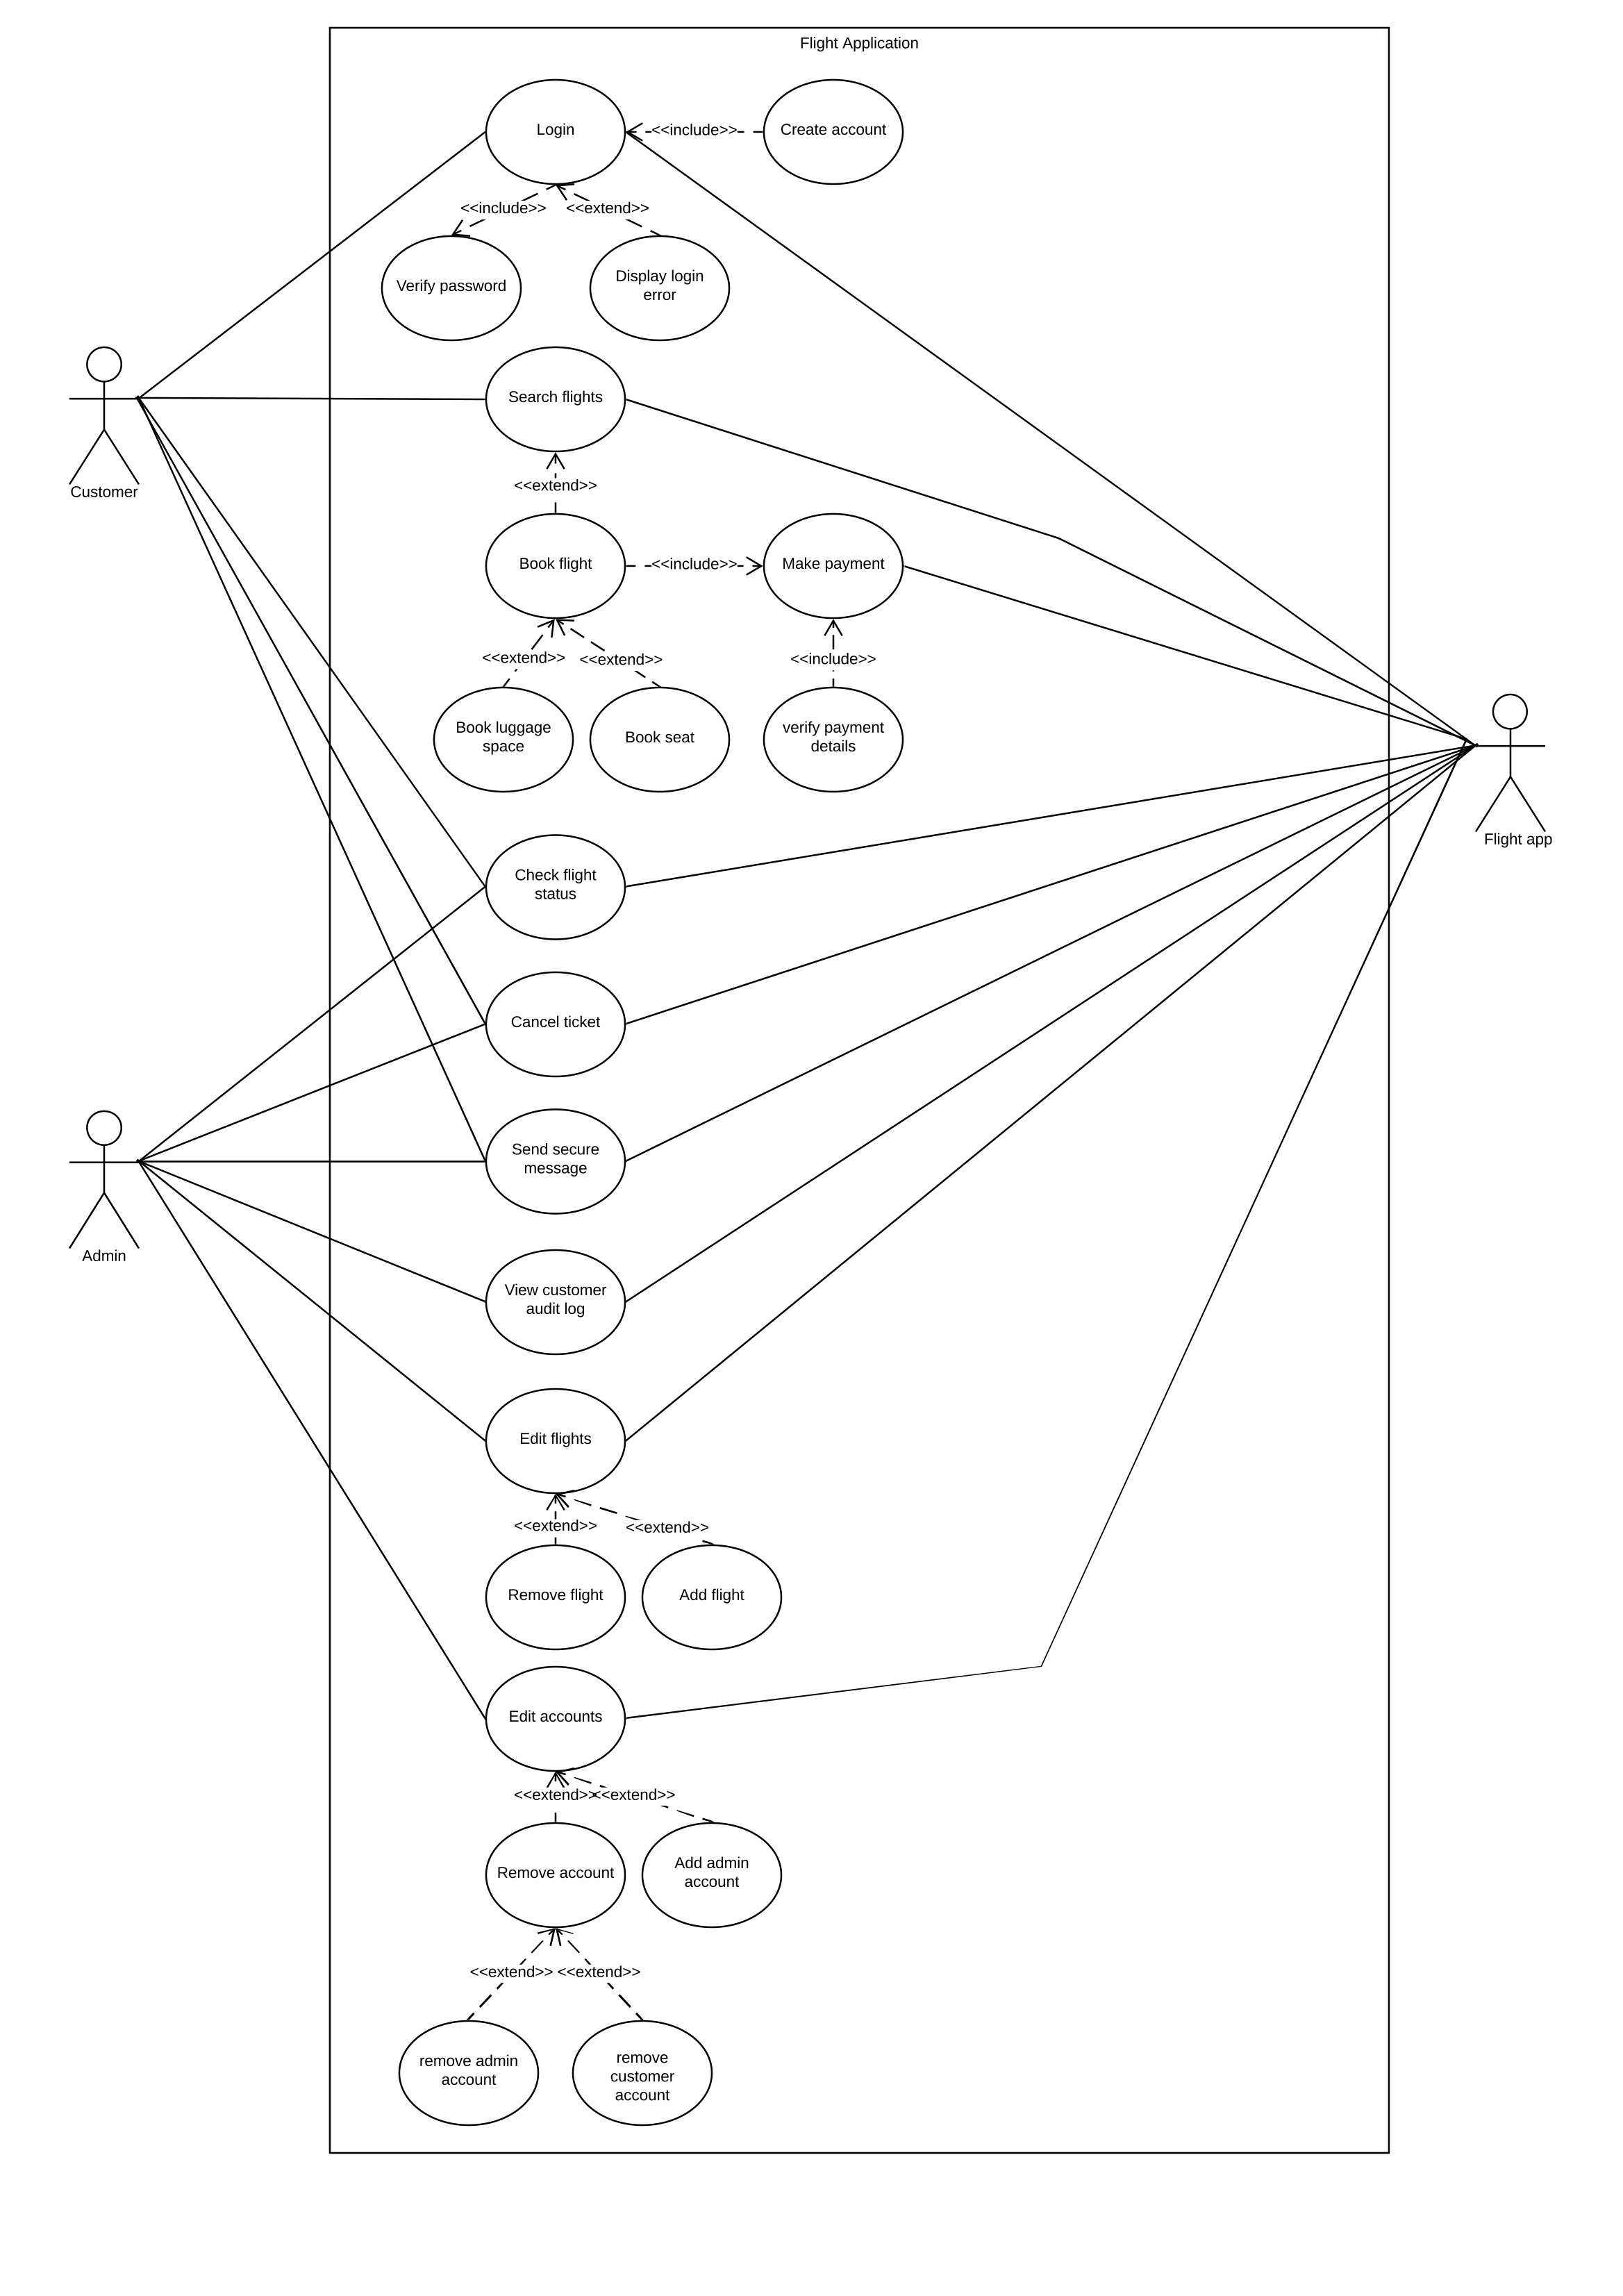 Flight Application
Login
<<include>>
Create account
<<include>>
<<extend>>
Verify password
Display login
error
Search flights
Customer
<<extend>>
Book flight
<<include>>
Make payment
<<extend>>
<<extend>>
<<include>>
Book luggage
space
Book seat
verify payment
details
Flight app
Check flight
status
Cancel ticket
Send secure
message
Admin
View customer
audit log
Edit flights
<<extend>>
<<extend>>
Remove flight
Add flight
Edit accounts
<<extend>>
<<extend>>
Remove account
Add admin
account
<<extend>>
<<extend>>
remove admin
account
remove
customer
account